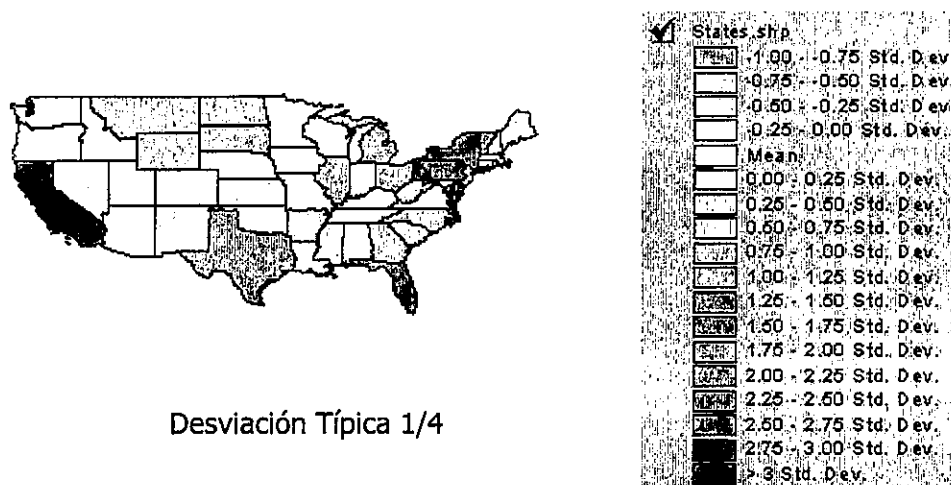 States.shp
-1.00 - -0.75 Std. Dev
-0.75 - -0.50 Std. Dev
-0.50 - -0.25 Std. Dev
-0.25 - 0.00 Std. Dev.
Mean
0.00 - 0.25 Std. Dev.
0.25 - 0.50 Std. Dev.
0.50 - 0.75 Std. Dev.
0.75 - 1.00 Std. Dev.
1.00 - 1.25 Std. Dev.
1.25 - 1.50 Std. Dev.
1.50 - 1.75 Std. Dev.
1.75 - 2.00 Std. Dev.
2.00 - 2.25 Std. Dev.
2.25 - 2.50 Std. Dev.
2.50 - 2.75 Std. Dev.
2.75 - 3.00 Std. Dev.
> 3 Std. Dev.
Desviación Típica 1/4